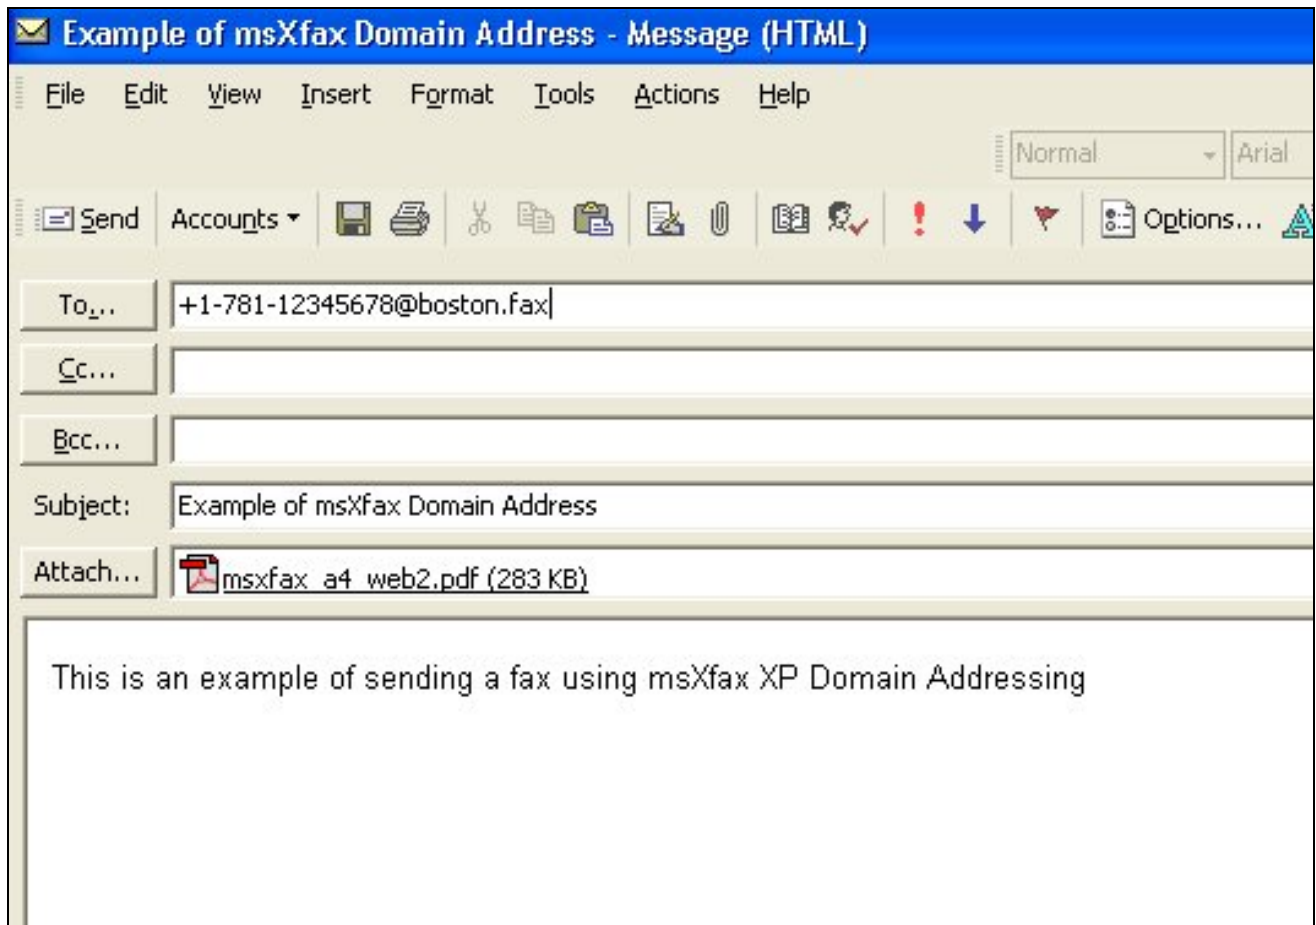 Example of msXfax Domain Address - Message (HTML)
File Edit View Insert Format Tools Actions Help
Normal Arial
Send Accounts Options... A
To...
+1-781-12345678@boston.fax
Cc...
Bcc...
Subject: Example of msXfax Domain Address
Attach... msxfax_a4_web2.pdf (283 KB)
This is an example of sending a fax using msXfax XP Domain Addressing